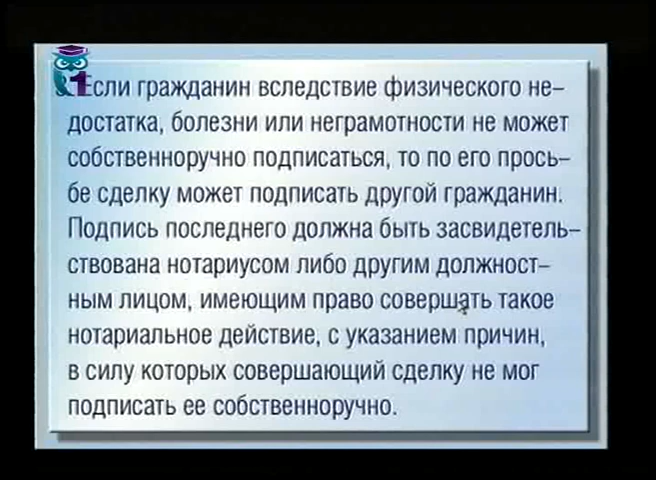 Если гражданин вследствие физического не-
достатка, болезни или неграмотности не может
собственноручно подписаться, то по его прось-
бе сделку может подписать другой гражданин.
Подпись последнего должна быть засвидетель-
ствована нотариусом либо другим должност-
ным лицом, имеющим право совершать такое
нотариальное действие, с указанием причин,
в силу которых совершающий сделку не мог
подписать ее собственноручно.